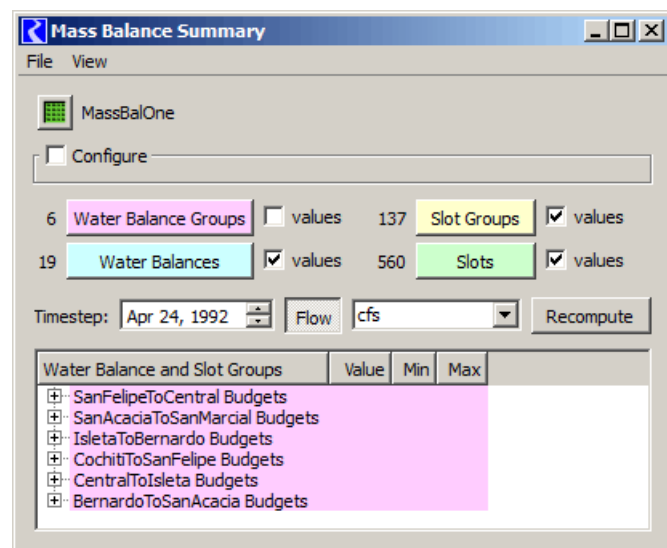 Mass Balance Summary
File View
MassBalOne
Configure
6 Water Balance Groups values 137 Slot Groups values
19 Water Balances values 560 Slots values
Timestep: Apr 24, 1992 Flow cfs Recompute
Water Balance and Slot Groups Value Min Max
SanFelipeToCentral Budgets
SanAcaciaToSanMarcial Budgets
IsletaToBernardo Budgets
CochitiToSanFelipe Budgets
CentralToIsleta Budgets
BernardoToSanAcacia Budgets